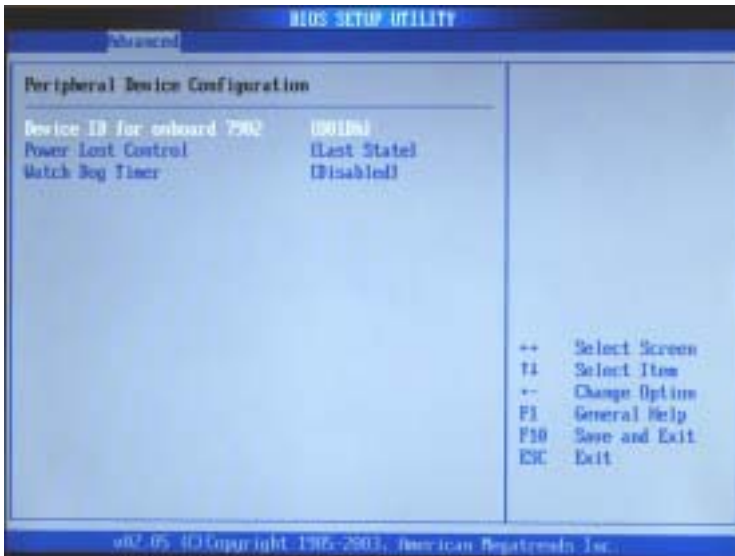 BIOS SETUP UTILITY
Advanced
Peripheral Device Configuration
Device ID for onboard 7902
Power Lost Control [Last State]
Watch Dog Timer [Disabled]
↔ Select Screen
↑↓ Select Item
+- Change Option
F1 General Help
F10 Save and Exit
ESC Exit
v02.05 (C)Copyright 1985-2003, American Megatrends Inc.